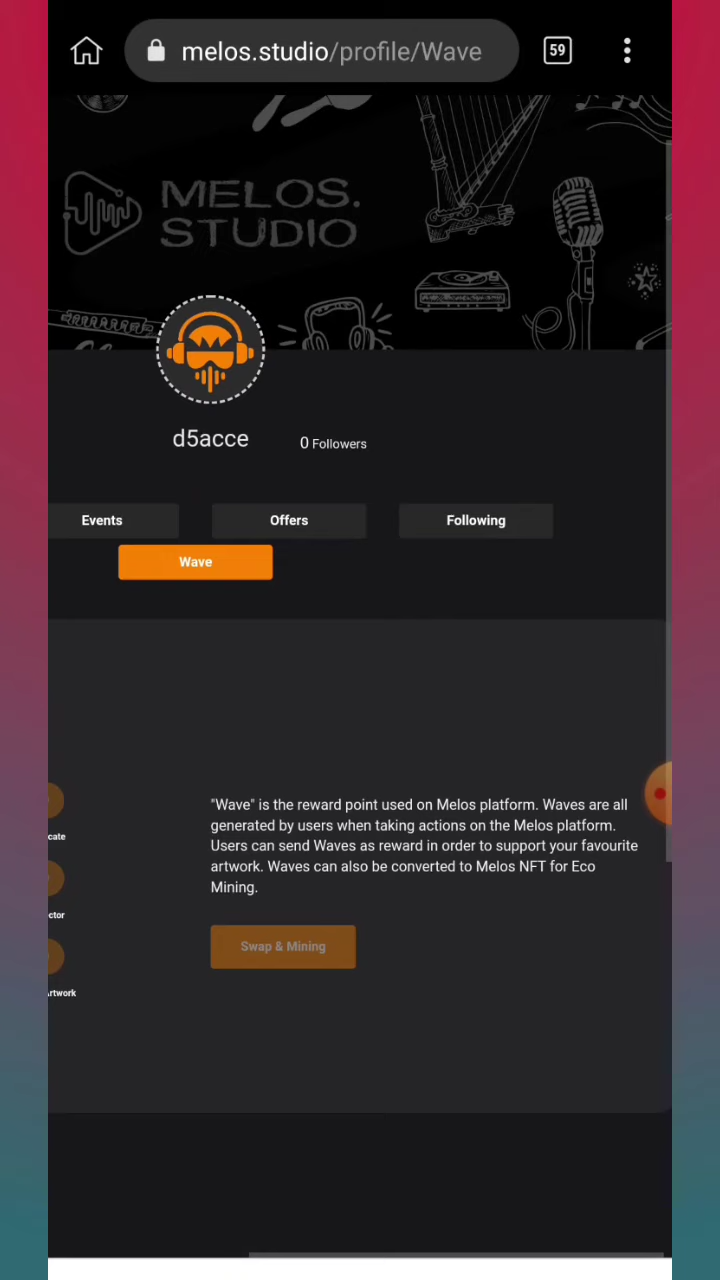 melos.studio/profile/Wave
59
MELOS.
STUDIO
d5acce
0 Followers
Events
Offers
Following
Wave
"Wave" is the reward point used on Melos platform. Waves are all
generated by users when taking actions on the Melos platform.
Users can send Waves as reward in order to support your favourite
artwork. Waves can also be converted to Melos NFT for Eco
Mining.
cate
ctor
rtwork
Swap & Mining